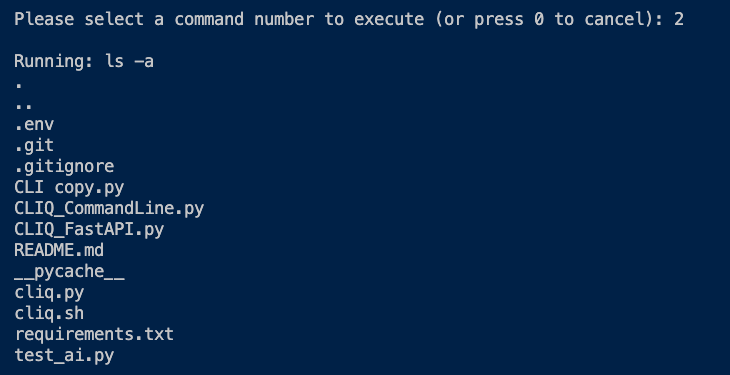 Please select a command number to execute (or press 0 to cancel): 2
Running: ls -a
.
..
.env
.git
.gitignore
CLI copy.py
CLIQ_CommandLine.py
CLIQ_FastAPI.py
README.md
__pycache__
cliq.py
cliq.sh
requirements.txt
test_ai.py